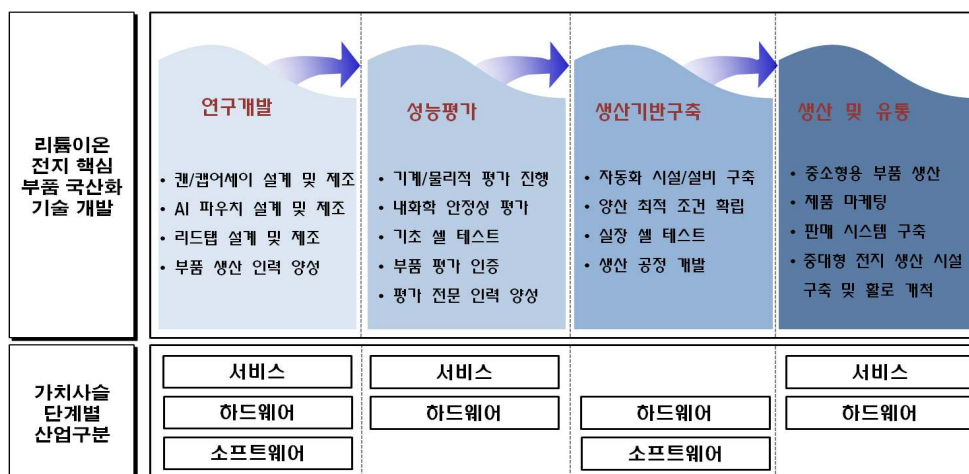 리튬이온
전지 핵심
부품 국산화
기술 개발
연구개발
• 캔/캡어세이 설계 및 제조
• AI 파우치 설계 및 제조
• 리드탭 설계 및 제조
• 부품 생산 인력 양성
성능평가
• 기계/물리적 평가 진행
• 내화학 안정성 평가
• 기초 셀 테스트
• 부품 평가 인증
• 평가 전문 인력 양성
생산기반구축
• 자동화 시설/설비 구축
• 양산 최적 조건 확립
• 실장 셀 테스트
• 생산 공정 개발
생산 및 유통
• 중소형용 부품 생산
• 제품 마케팅
• 판매 시스템 구축
• 중대형 전지 생산 시설
구축 및 활로 개척
가치사슬
단계별
산업구분
서비스
하드웨어
소프트웨어
서비스
하드웨어
하드웨어
소프트웨어
서비스
하드웨어